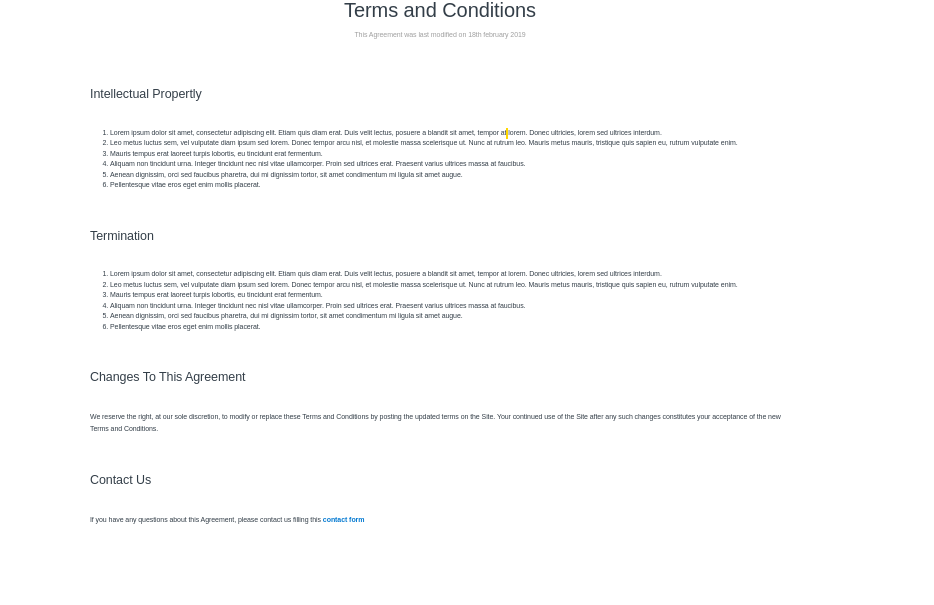 Terms and Conditions
This Agreement was last modified on 18th february 2019
Intellectual Propertly
1. Lorem ipsum dolor sit amet, consectetur adipiscing elit. Etiam quis diam erat. Duis velit lectus, posuere a blandit sit amet, tempor at lorem. Donec ultricies, lorem sed ultrices interdum.
2. Leo metus luctus sem, vel vulputate diam ipsum sed lorem. Donec tempor arcu nisl, et molestie massa scelerisque ut. Nunc at rutrum leo. Mauris metus mauris, tristique quis sapien eu, rutrum vulputate enim.
3. Mauris tempus erat laoreet turpis lobortis, eu tincidunt erat fermentum.
4. Aliquam non tincidunt urna. Integer tincidunt nec nisl vitae ullamcorper. Proin sed ultrices erat. Praesent varius ultrices massa at faucibus.
5. Aenean dignissim, orci sed faucibus pharetra, dui mi dignissim tortor, sit amet condimentum mi ligula sit amet augue.
6. Pellentesque vitae eros eget enim mollis placerat.
Termination
1. Lorem ipsum dolor sit amet, consectetur adipiscing elit. Etiam quis diam erat. Duis velit lectus, posuere a blandit sit amet, tempor at lorem. Donec ultricies, lorem sed ultrices interdum.
2. Leo metus luctus sem, vel vulputate diam ipsum sed lorem. Donec tempor arcu nisl, et molestie massa scelerisque ut. Nunc at rutrum leo. Mauris metus mauris, tristique quis sapien eu, rutrum vulputate enim.
3. Mauris tempus erat laoreet turpis lobortis, eu tincidunt erat fermentum.
4. Aliquam non tincidunt urna. Integer tincidunt nec nisl vitae ullamcorper. Proin sed ultrices erat. Praesent varius ultrices massa at faucibus.
5. Aenean dignissim, orci sed faucibus pharetra, dui mi dignissim tortor, sit amet condimentum mi ligula sit amet augue.
6. Pellentesque vitae eros eget enim mollis placerat.
Changes To This Agreement
We reserve the right, at our sole discretion, to modify or replace these Terms and Conditions by posting the updated terms on the Site. Your continued use of the Site after any such changes constitutes your acceptance of the new
Terms and Conditions.
Contact Us
If you have any questions about this Agreement, please contact us filling this contact form